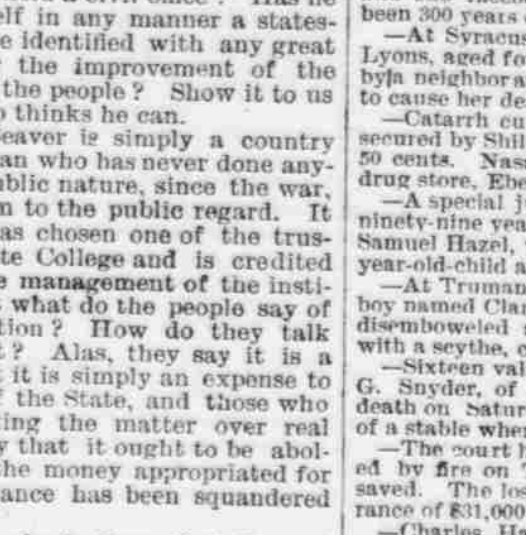 elf in any manner a states-
e identified with any great
the improvement of the
the people? Show it to us
thinks he can.
eaver is simply a country
an who has never done any-
ublic nature, since the war,
m to the public regard. It
as chosen one of the trus-
te College and is credited
e management of the insti-
what do the people say of
tion? How do they talk
t? Alas, they say it is a
it is simply an expense to
f the State, and those who
ing the matter over real
y that it ought to be abol-
the money appropriated for
ance has been squandered
been 300 years
—At Syracus
Lyons, aged fo
by a neighbor a
to cause her de
—Catarrh cu
secured by Shil
50 cents. Nas
drug store, Ebe
—A special j
ninety-nine yea
Samuel Hazel,
year-old-child a
—At Truman
boy named Clar
disemboweled
with a scythe, c
—Sixteen val
G. Snyder, of
death on Satur
of a stable wher
—The court h
ed by fire on
saved. The los
rance of $31,000
—Charles Ha